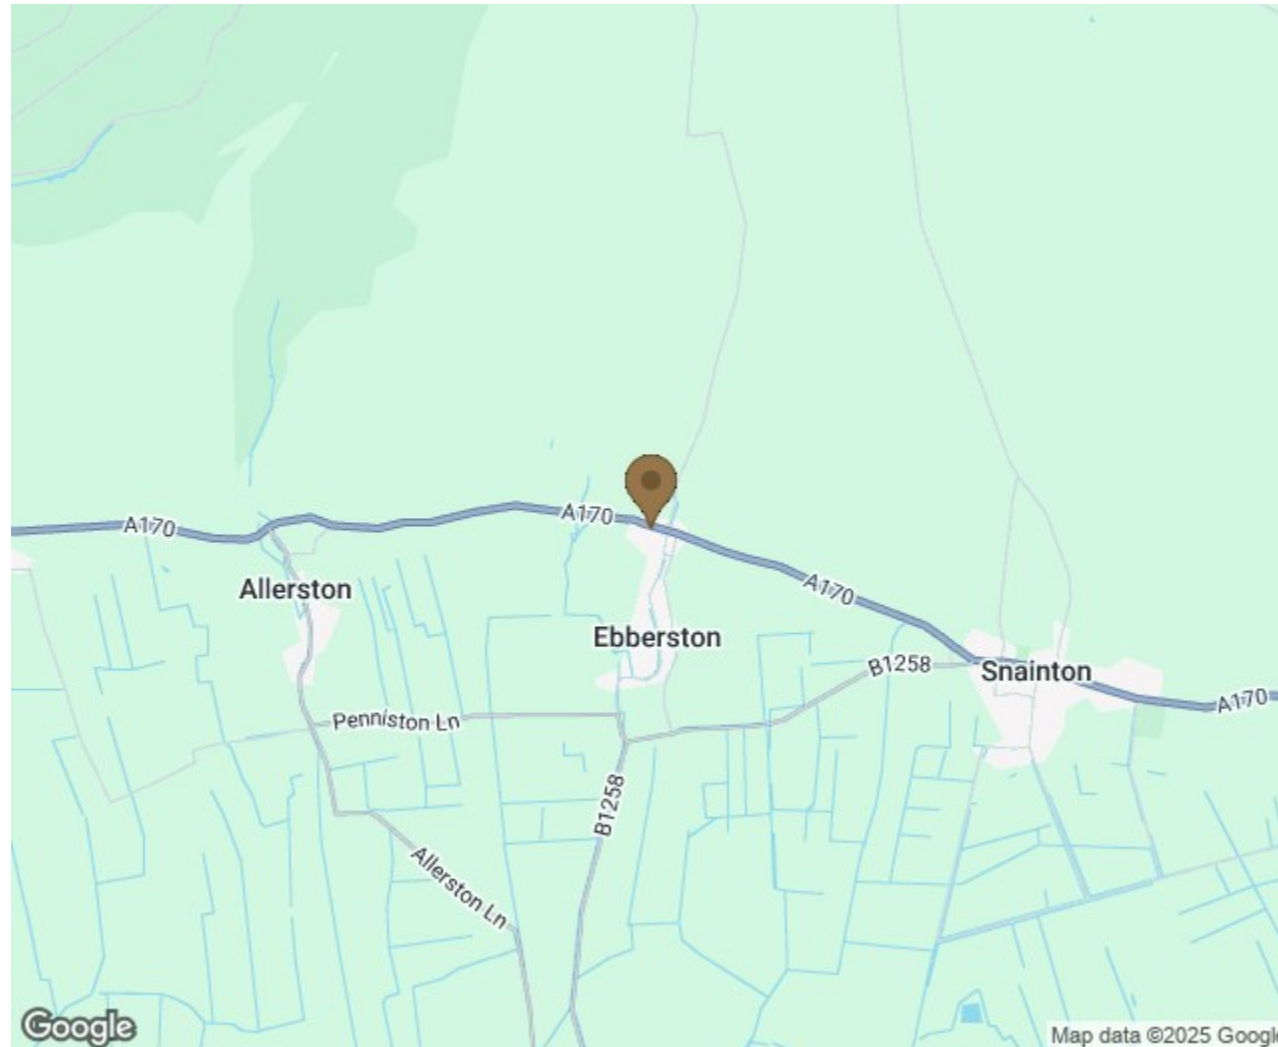 A170
A170
Allerston
A170
Ebberston
B1258
Snainton
A170
Penniston Ln
B1258
Allerston Ln
Google
Map data ©2025 Google